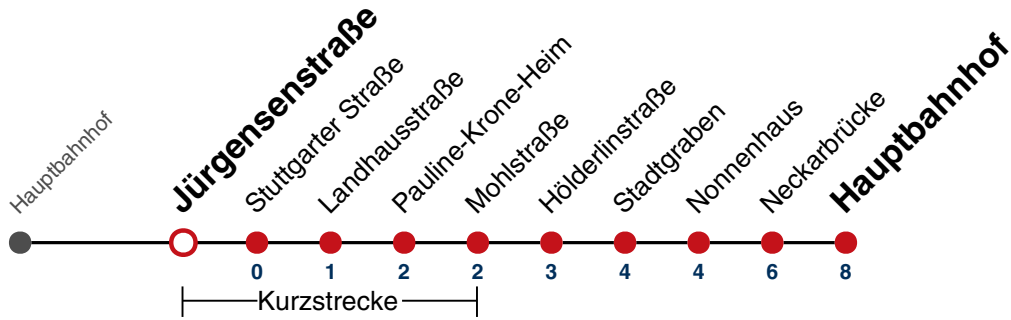 Hauptbahnhof
Jürgensenstraße
Stuttgarter Straße
Landhausstraße
Pauline-Krone-Heim
Mohlstraße
Hölderlinstraße
Stadtgraben
Nonnenhaus
Neckarbrücke
Hauptbahnhof
0 1 2 2 3 4 4 6 8
Kurzstrecke